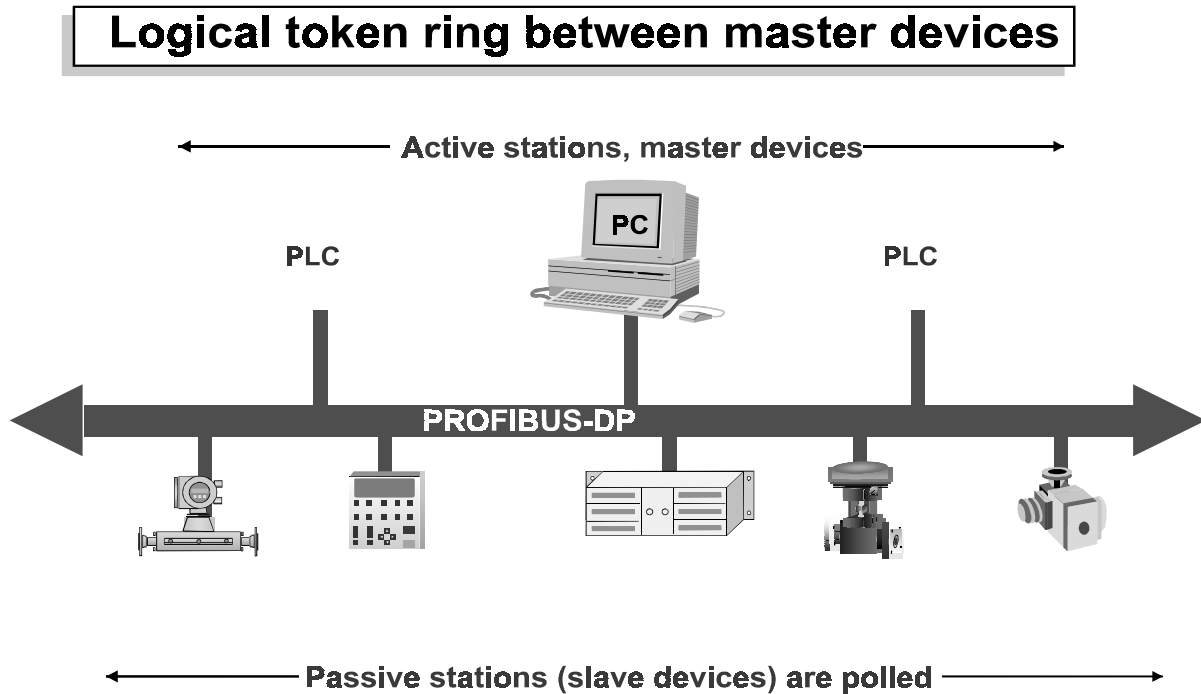 Logical token ring between master devices
Active stations, master devices
PC
PLC
PLC
PROFIBUS-DP
Passive stations (slave devices) are polled